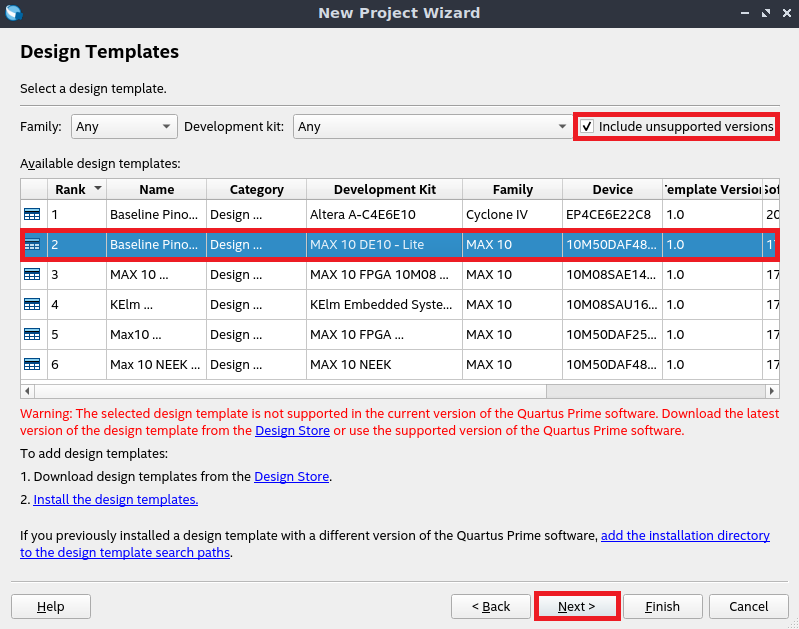 New Project Wizard
Design Templates
Select a design template.
Family: Any Development kit: Any Include unsupported versions
Available design templates:
Rank Name Category Development Kit Family Device Template Version
1 Baseline Pino... Design ... Altera A-C4E6E10 Cyclone IV EP4CE6E22C8 1.0 20
2 Baseline Pino... Design ... MAX 10 DE10 - Lite MAX 10 10M50DAF48... 1.0 17
3 MAX 10 ... Design ... MAX 10 FPGA 10M08 ... MAX 10 10M08SAE14... 1.0 17
4 KElm ... Design ... KElm Embedded Syste... MAX 10 10M08SAU16... 1.0 17
5 Max10 ... Design ... MAX 10 FPGA ... MAX 10 10M50DAF25... 1.0 17
6 Max 10 NEEK ... Design ... MAX 10 NEEK MAX 10 10M50DAF48... 1.0 17
Warning: The selected design template is not supported in the current version of the Quartus Prime software. Download the latest
version of the design template from the Design Store or use the supported version of the Quartus Prime software.
To add design templates:
1. Download design templates from the Design Store.
2. Install the design templates.
If you previously installed a design template with a different version of the Quartus Prime software, add the installation directory
to the design template search paths.
Help < Back Next > Finish Cancel